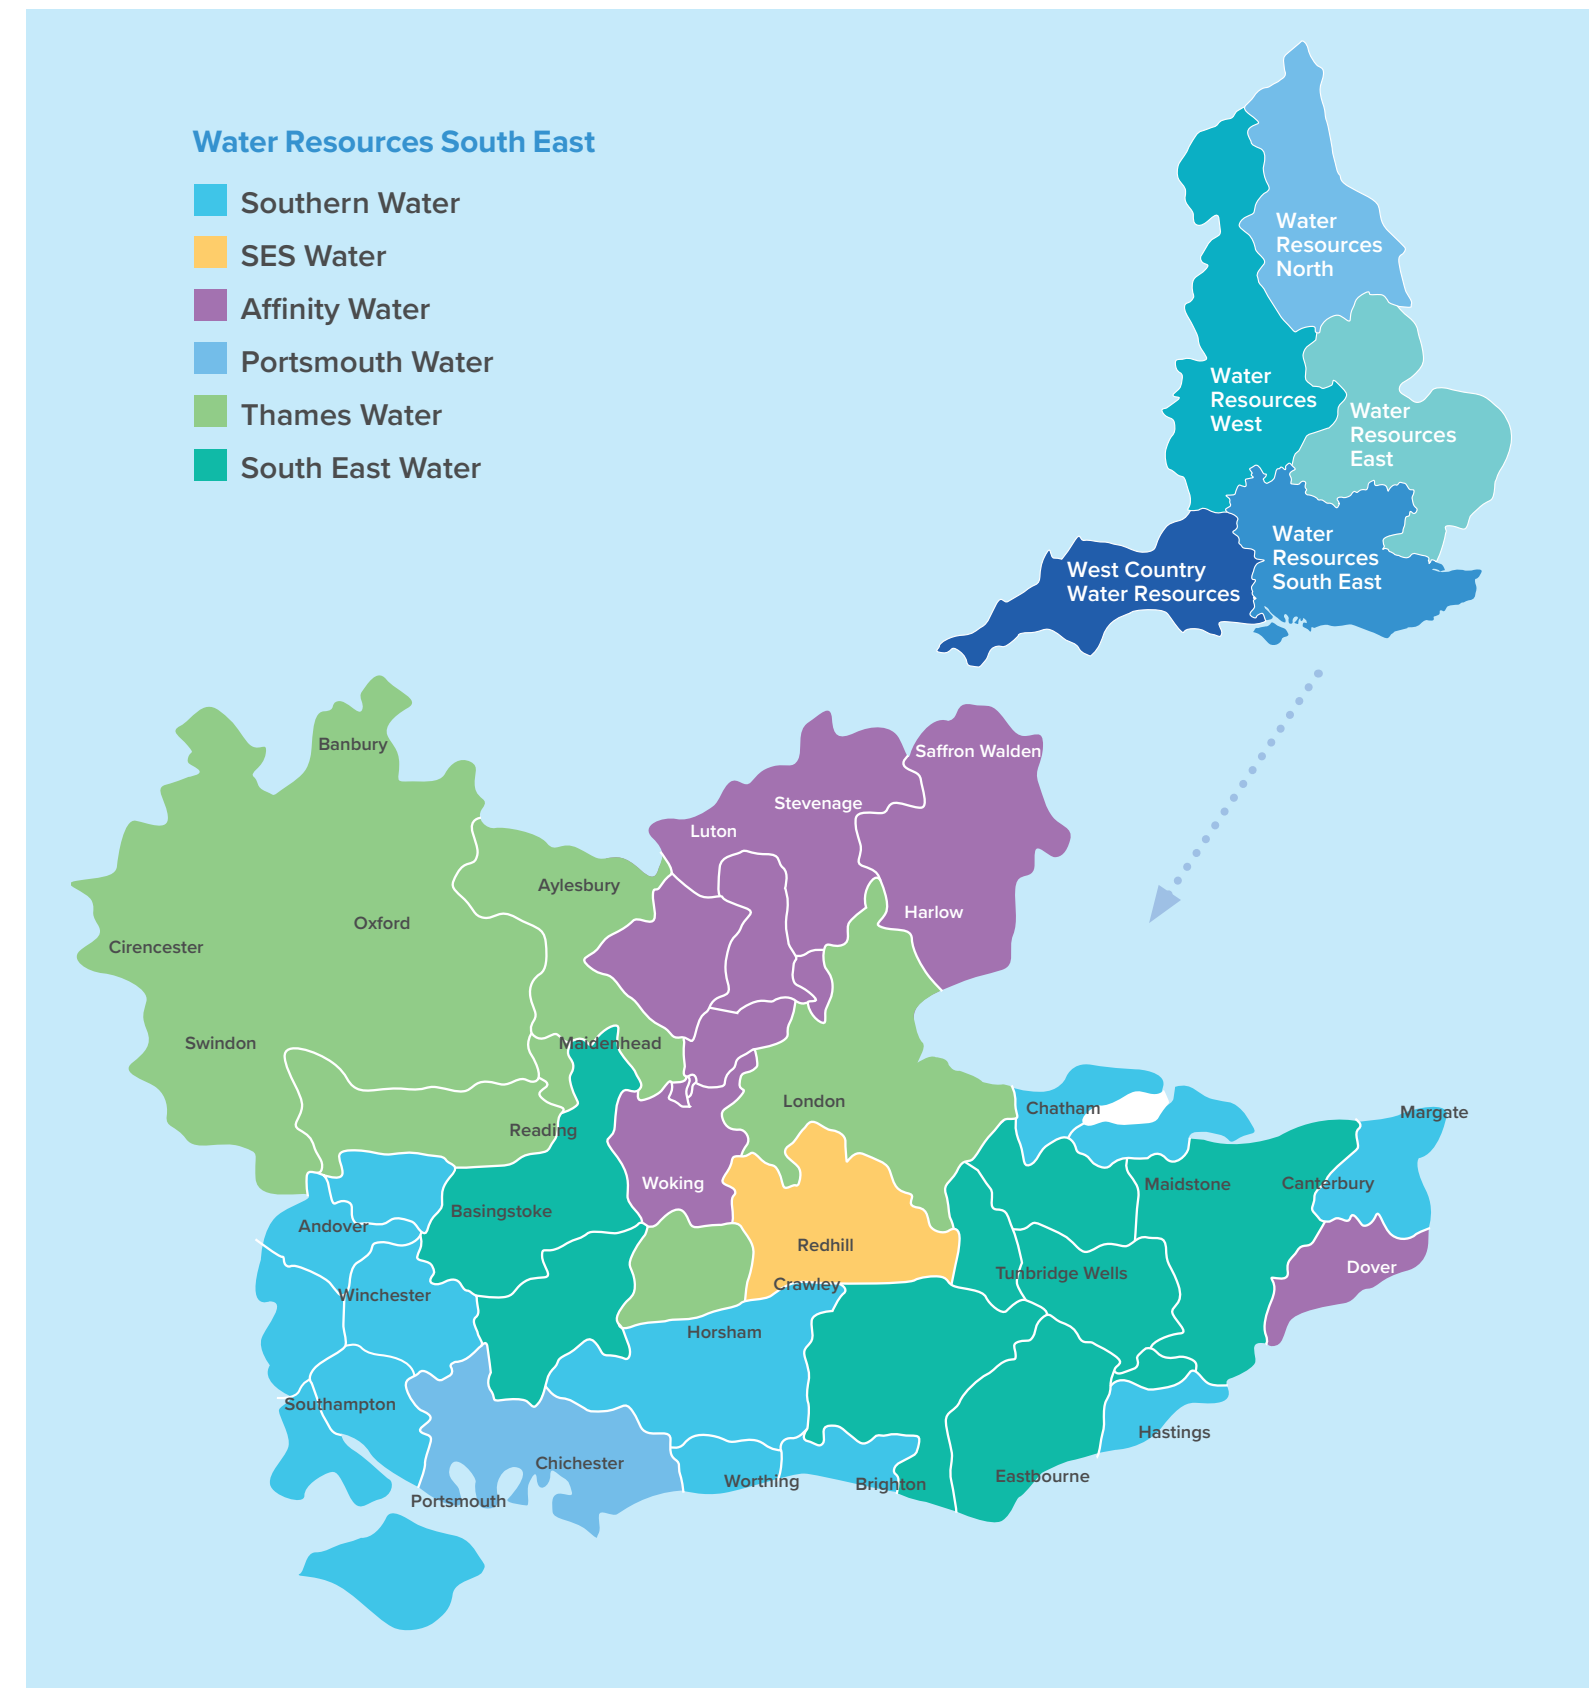 Water Resources South East
Southern Water
SES Water
Affinity Water
Portsmouth Water
Thames Water
South East Water
Water
Resources
North
Water
Resources
West
Water
Resources
East
Water
Resources
South East
West Country
Water Resources
Banbury
Saffron Walden
Stevenage
Luton
Aylesbury
Harlow
Oxford
Cirencester
Swindon
Maidenhead
London
Chatham
Margate
Reading
Woking
Maidstone
Canterbury
Basingstoke
Andover
Redhill
Dover
Tunbridge Wells
Crawley
Winchester
Horsham
Southampton
Hastings
Chichester
Eastbourne
Worthing
Brighton
Portsmouth